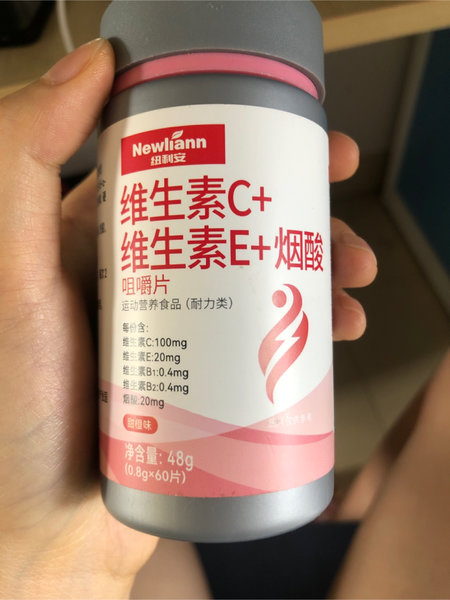 Newliann
纽利安
维生素C+
维生素E+烟酸
咀嚼片
运动营养食品（耐力类）
每份含：
维生素C:100mg
维生素E:20mg
维生素B1:0.4mg
维生素B2:0.4mg
烟酸:20mg
甜橙味
净含量：48g
(0.8g×60片)